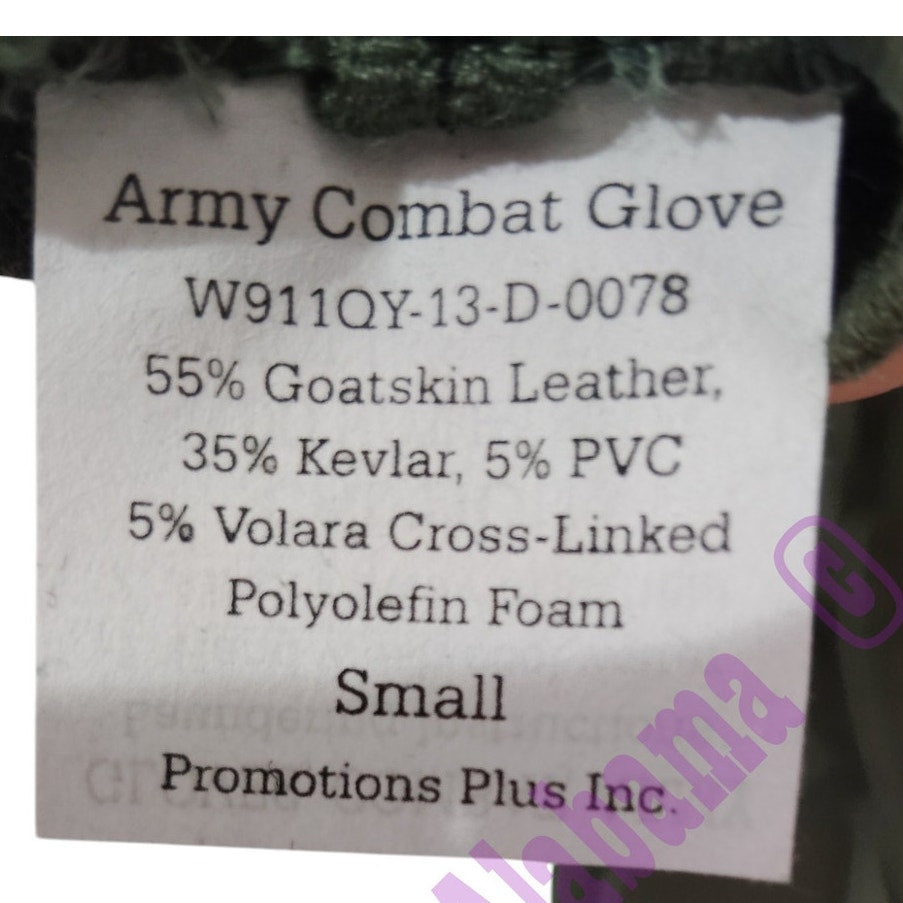 Army Combat Glove
W911QY-13-D-0078
55% Goatskin Leather,
35% Kevlar, 5% PVC
5% Volara Cross-Linked
Polyolefin Foam
Small
Promotions Plus Inc.
Alabama ©